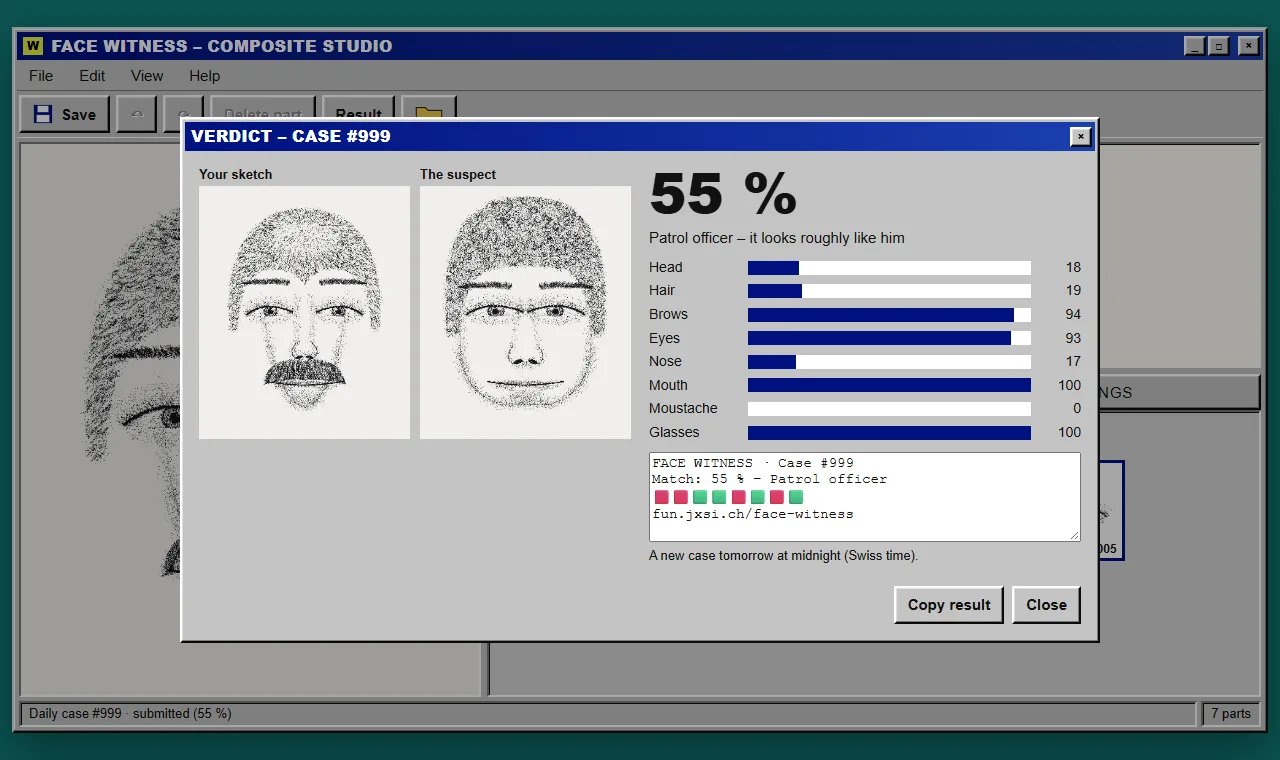 W FACE WITNESS – COMPOSITE STUDIO
File Edit View Help
Save Delete part Result
VERDICT – CASE #999
Your sketch The suspect
55 %
Patrol officer – it looks roughly like him
Head 18
Hair 19
Brows 94
Eyes 93
Nose 17
Mouth 100
Moustache 0
Glasses 100
FACE WITNESS · Case #999
Match: 55 % – Patrol officer
fun.jxsi.ch/face-witness
A new case tomorrow at midnight (Swiss time).
Copy result Close
NGS
005
Daily case #999 · submitted (55 %) 7 parts